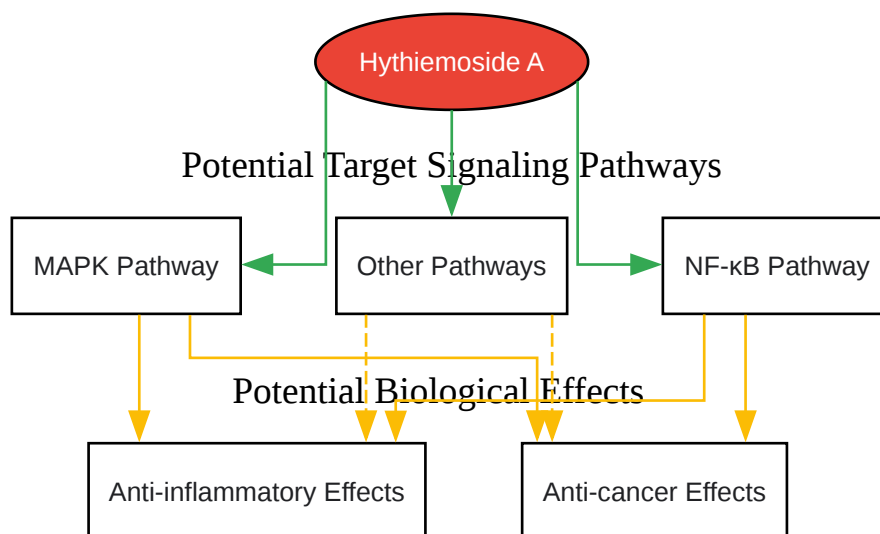 Hythiemoside A
Potential Target Signaling Pathways
MAPK Pathway
Other Pathways
NF-κB Pathway
Potential Biological Effects
Anti-inflammatory Effects
Anti-cancer Effects